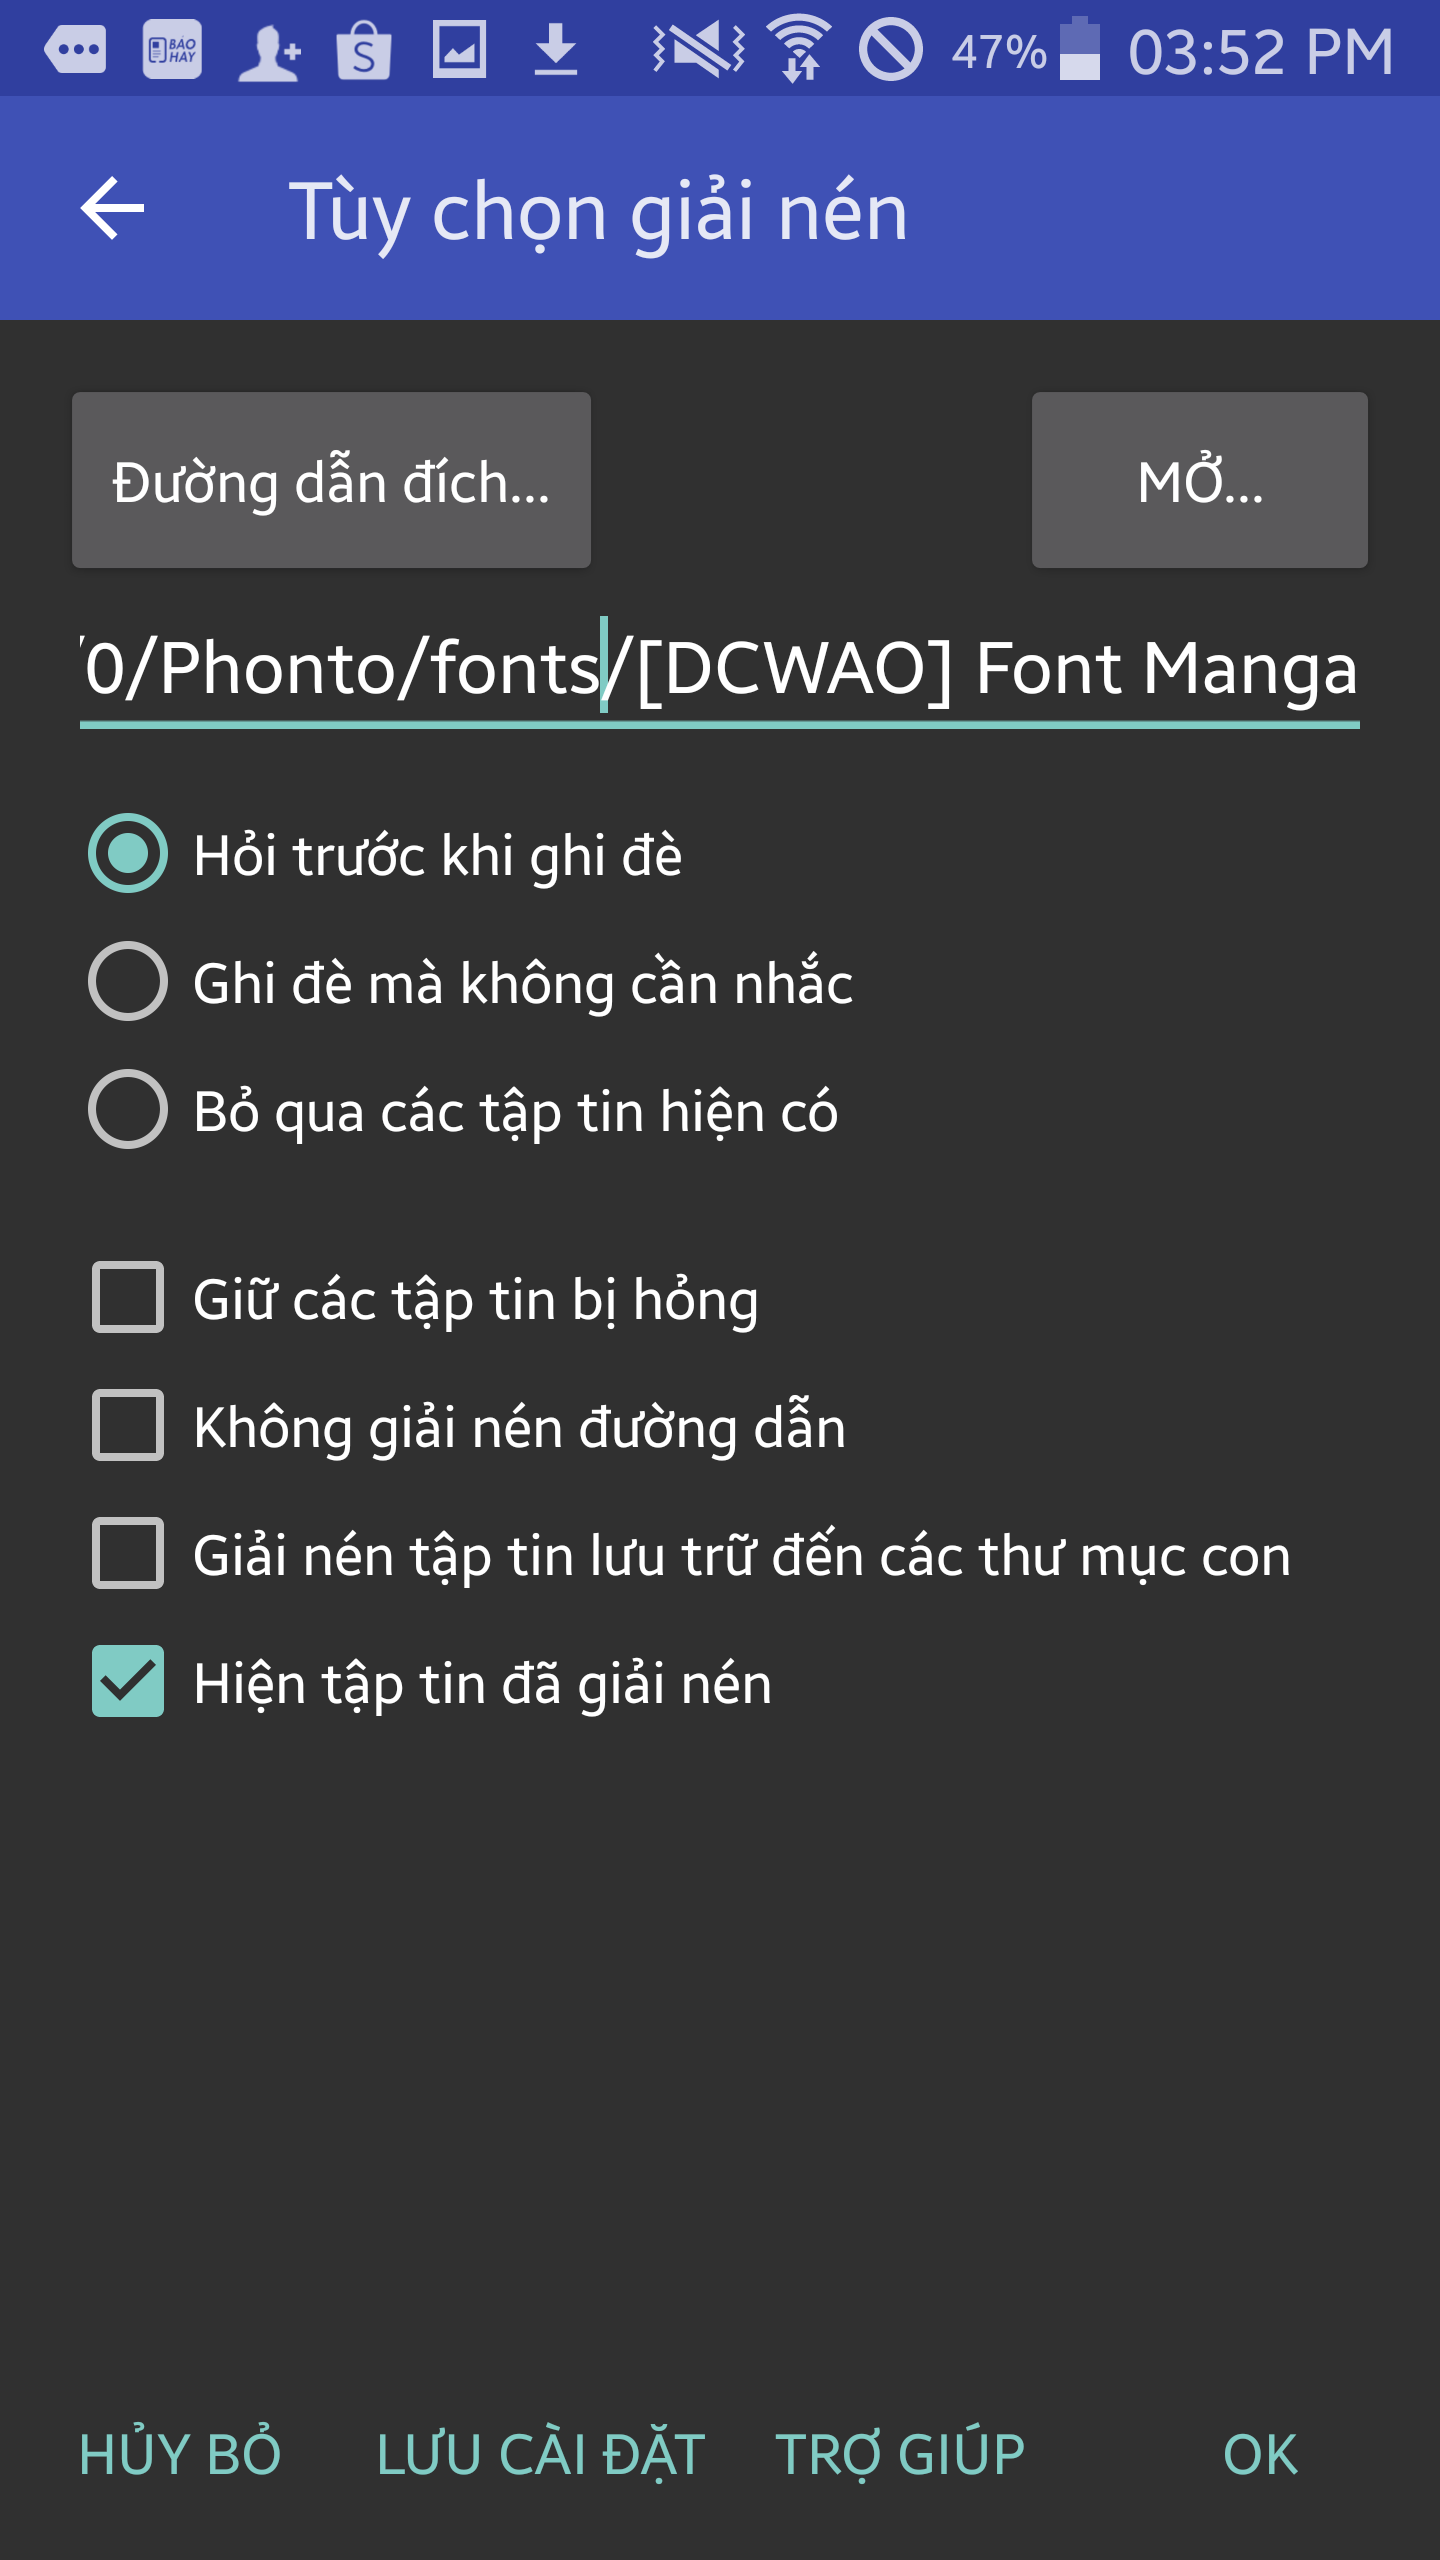 BÁO HAY
S
47%
03:52 PM
Tùy chọn giải nén
Đường dẫn đích...
MỞ...
/0/Phonto/fonts/[DCWAO] Font Manga
Hỏi trước khi ghi đè
Ghi đè mà không cần nhắc
Bỏ qua các tập tin hiện có
Giữ các tập tin bị hỏng
Không giải nén đường dẫn
Giải nén tập tin lưu trữ đến các thư mục con
Hiện tập tin đã giải nén
HỦY BỎ
LƯU CÀI ĐẶT
TRỢ GIÚP
OK